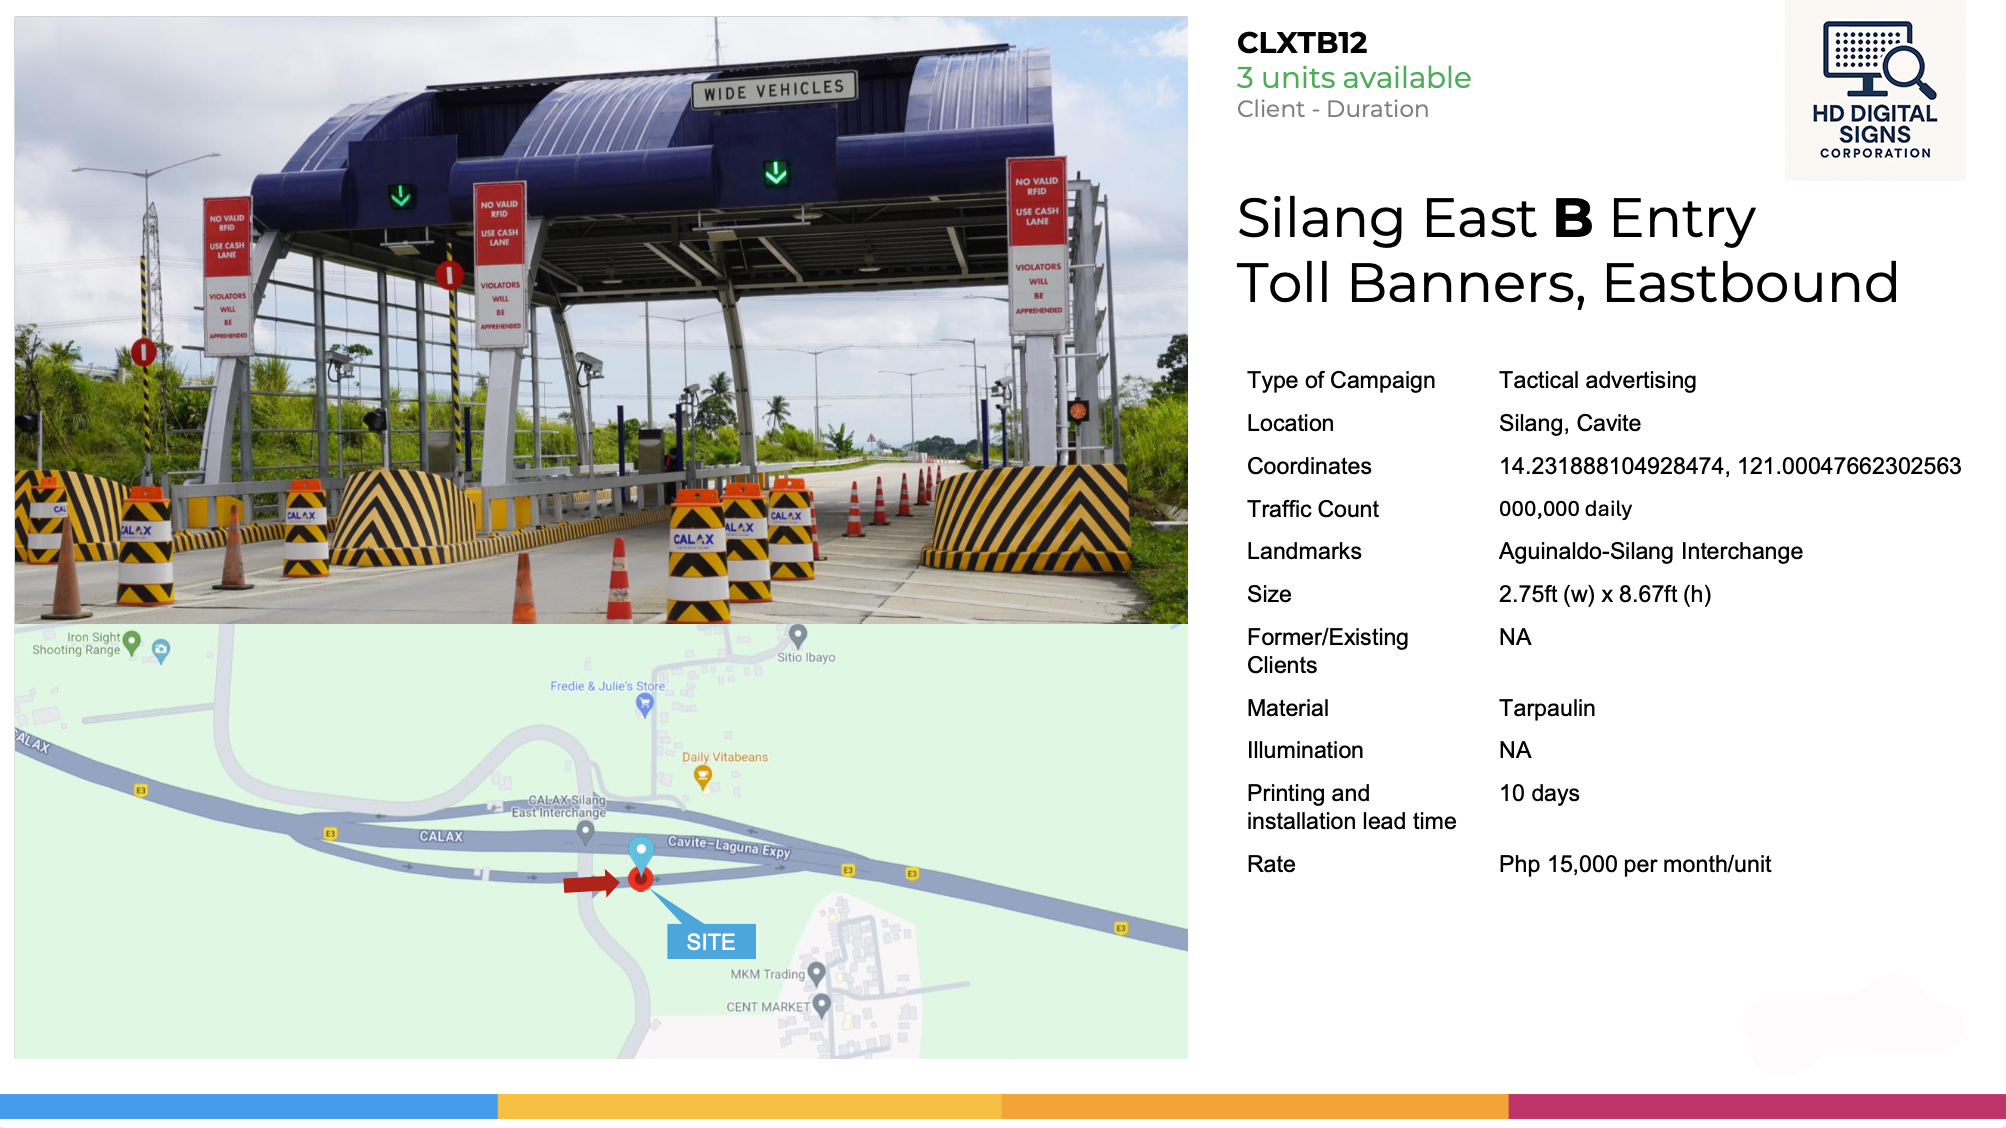 WIDE VEHICLES
NO VALID
RFID
USE CASH
LANE
VIOLATORS
WILL
BE
APPREHENDED
NO VALID
RFID
USE CASH
LANE
VIOLATORS
WILL
BE
APPREHENDED
NO VALID
RFID
USE CASH
LANE
VIOLATORS
WILL
BE
APPREHENDED
CALAX
CALAX
CALAX
CALAX
CALAX
CALAX
Iron Sight
Shooting Range
Sitio Ibayo
Fredie & Julie's Store
Daily Vitabeans
CALAX
E3
CALAX Silang
East Interchange
E3
CALAX
Cavite-Laguna Expy
E3
E3
E3
SITE
MKM Trading
CENT MARKET
CLXTB12
3 units available
Client - Duration
HD DIGITAL
SIGNS
CORPORATION
Silang East B Entry
Toll Banners, Eastbound
Type of Campaign Tactical advertising
Location Silang, Cavite
Coordinates 14.231888104928474, 121.00047662302563
Traffic Count 000,000 daily
Landmarks Aguinaldo-Silang Interchange
Size 2.75ft (w) x 8.67ft (h)
Former/Existing NA
Clients
Material Tarpaulin
Illumination NA
Printing and 10 days
installation lead time
Rate Php 15,000 per month/unit